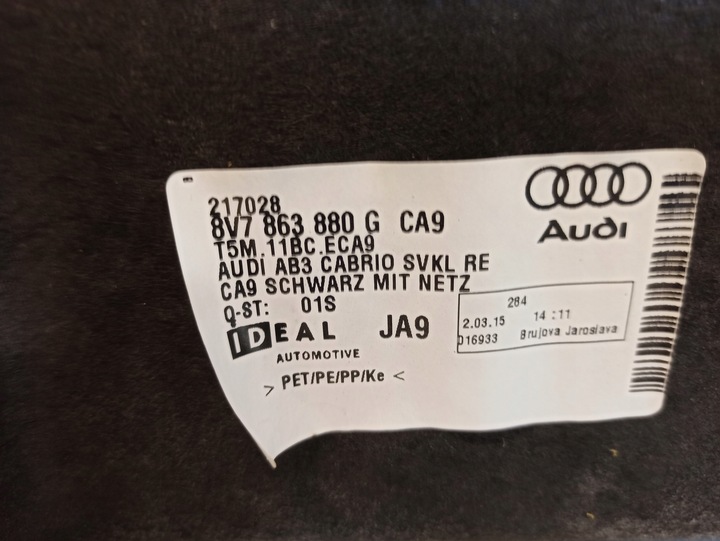 217028
8V7 863 880 G CA9
T5M.11BC.ECA9
AUDI AB3 CABRIO SVKL RE
CA9 SCHWARZ MIT NETZ
Q-ST: 01S
IDEAL JA9
AUTOMOTIVE
> PET/PE/PP/Ke <
Audi
284
2.03.15 14:11
016933 Brujova Jaroslava